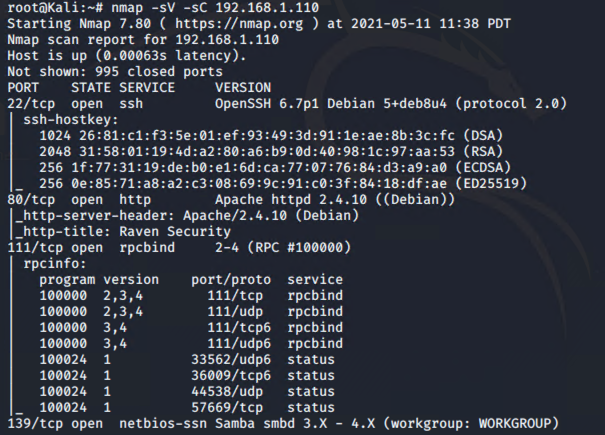 root@Kali:~# nmap -sV -sC 192.168.1.110
Starting Nmap 7.80 ( https://nmap.org ) at 2021-05-11 11:38 PDT
Nmap scan report for 192.168.1.110
Host is up (0.00063s latency).
Not shown: 995 closed ports
PORT    STATE SERVICE     VERSION
22/tcp  open  ssh         OpenSSH 6.7p1 Debian 5+deb8u4 (protocol 2.0)
| ssh-hostkey:
|   1024 26:81:c1:f3:5e:01:ef:93:49:3d:91:1e:ae:8b:3c:fc (DSA)
|   2048 31:58:01:19:4d:a2:80:a6:b9:0d:40:98:1c:97:aa:53 (RSA)
|   256 1f:77:31:19:de:b0:e1:6d:ca:77:07:76:84:d3:a9:a0 (ECDSA)
|_  256 0e:85:71:a8:a2:c3:08:69:9c:91:c0:3f:84:18:df:ae (ED25519)
80/tcp  open  http        Apache httpd 2.4.10 ((Debian))
|_http-server-header: Apache/2.4.10 (Debian)
|_http-title: Raven Security
111/tcp open  rpcbind     2-4 (RPC #100000)
| rpcinfo:
|   program version    port/proto  service
|   100000  2,3,4        111/tcp   rpcbind
|   100000  2,3,4        111/udp   rpcbind
|   100000  3,4          111/tcp6  rpcbind
|   100000  3,4          111/udp6  rpcbind
|   100024  1          33562/udp6  status
|   100024  1          36009/tcp6  status
|   100024  1          44538/udp   status
|_  100024  1          57669/tcp   status
139/tcp open  netbios-ssn Samba smbd 3.X - 4.X (workgroup: WORKGROUP)